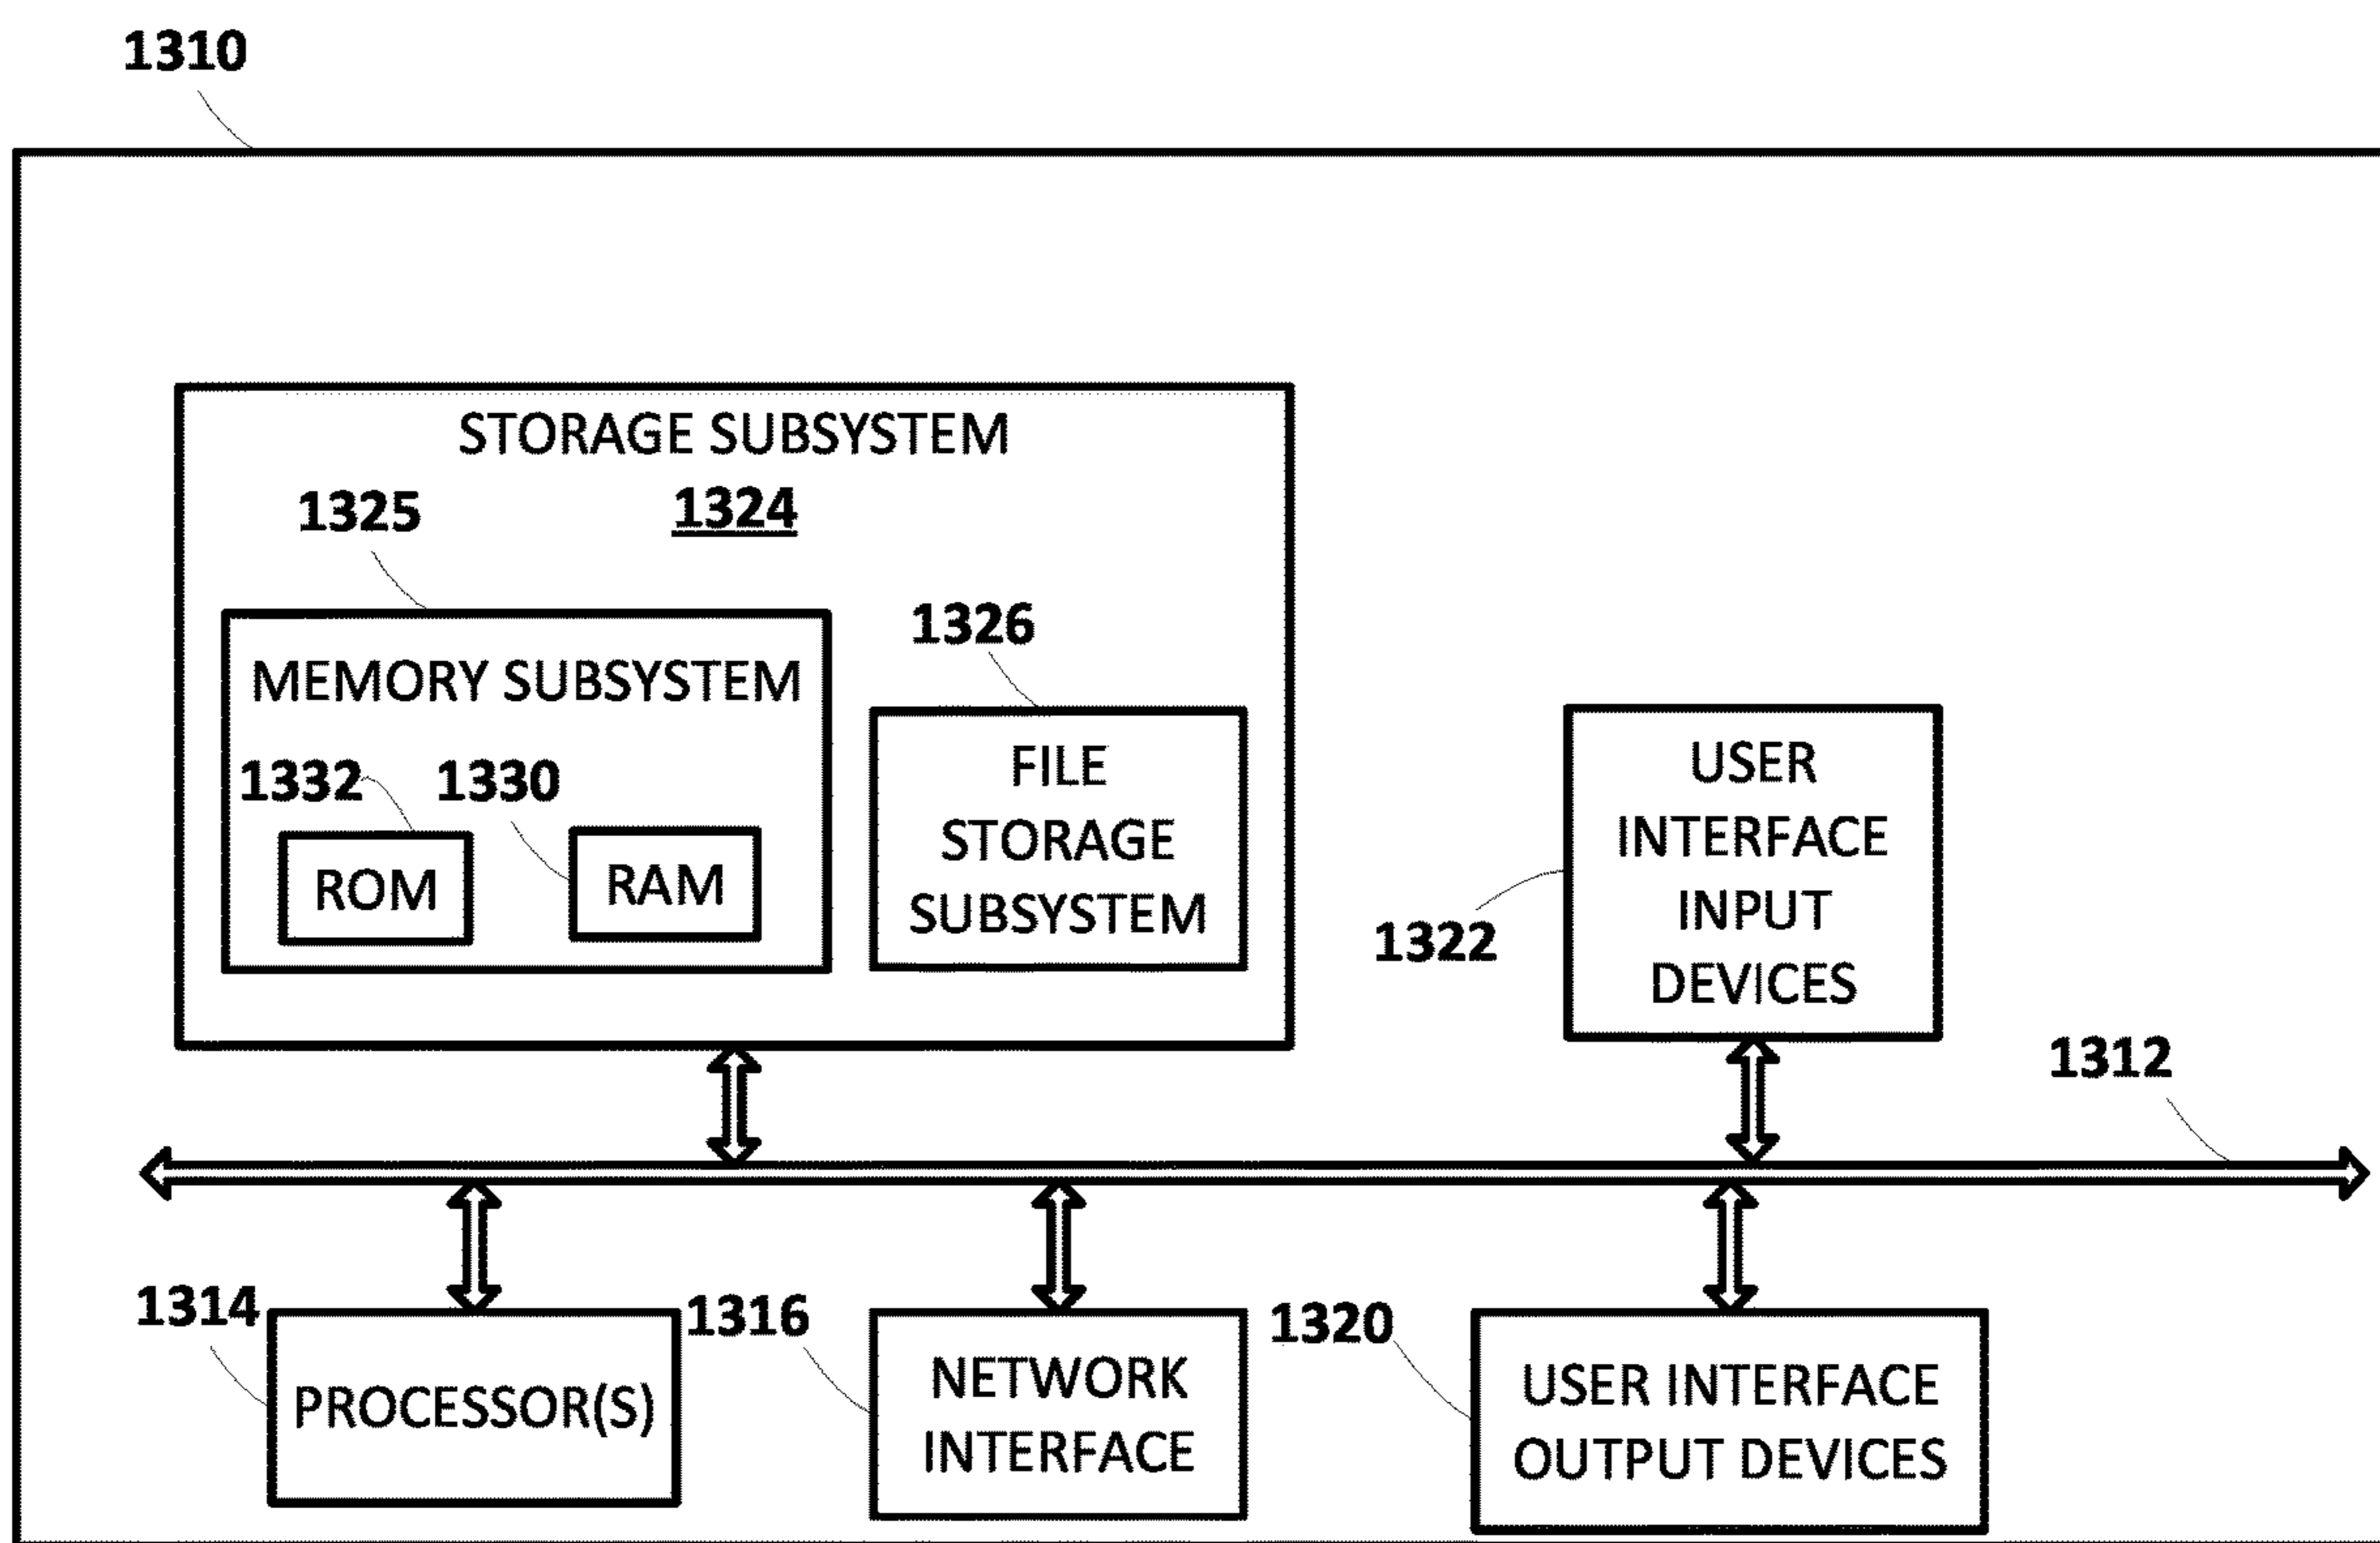 1310
STORAGE SUBSYSTEM
1325
1324
1326
MEMORY SUBSYSTEM
1332
1330
ROM
RAM
FILE
STORAGE
SUBSYSTEM
USER
INTERFACE
INPUT
DEVICES
1322
1312
1314
PROCESSOR(S)
1316
NETWORK
INTERFACE
1320
USER INTERFACE
OUTPUT DEVICES